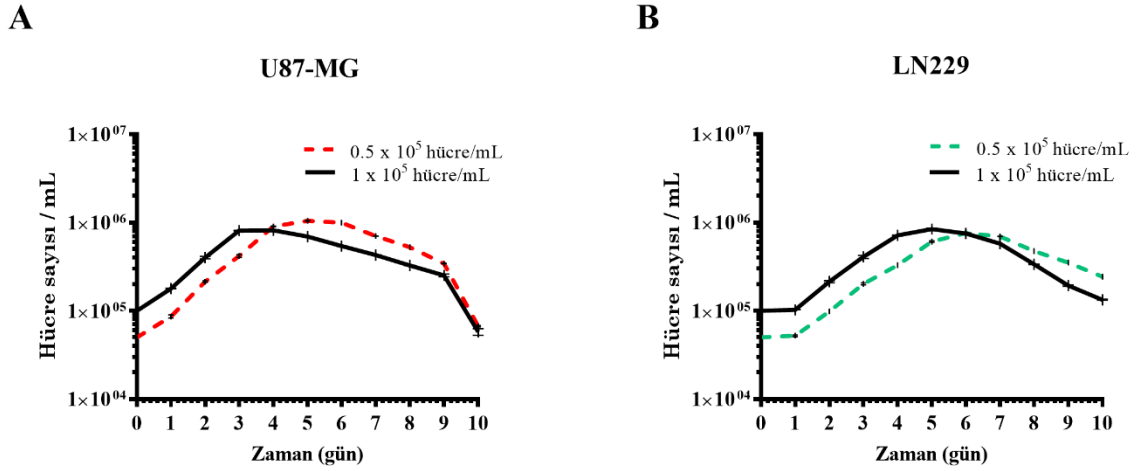 A
U87-MG
Hücre sayısı / mL
1×10⁰⁷
1×10⁰⁶
1×10⁰⁵
1×10⁰⁴
0.5 x 10⁵ hücre/mL
1 x 10⁵ hücre/mL
0 1 2 3 4 5 6 7 8 9 10
Zaman (gün)
B
LN229
Hücre sayısı / mL
1×10⁰⁷
1×10⁰⁶
1×10⁰⁵
1×10⁰⁴
0.5 x 10⁵ hücre/mL
1 x 10⁵ hücre/mL
0 1 2 3 4 5 6 7 8 9 10
Zaman (gün)